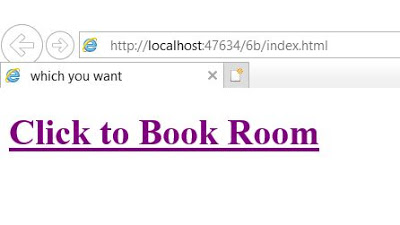 http://localhost:47634/6b/index.html
which you want
Click to Book Room